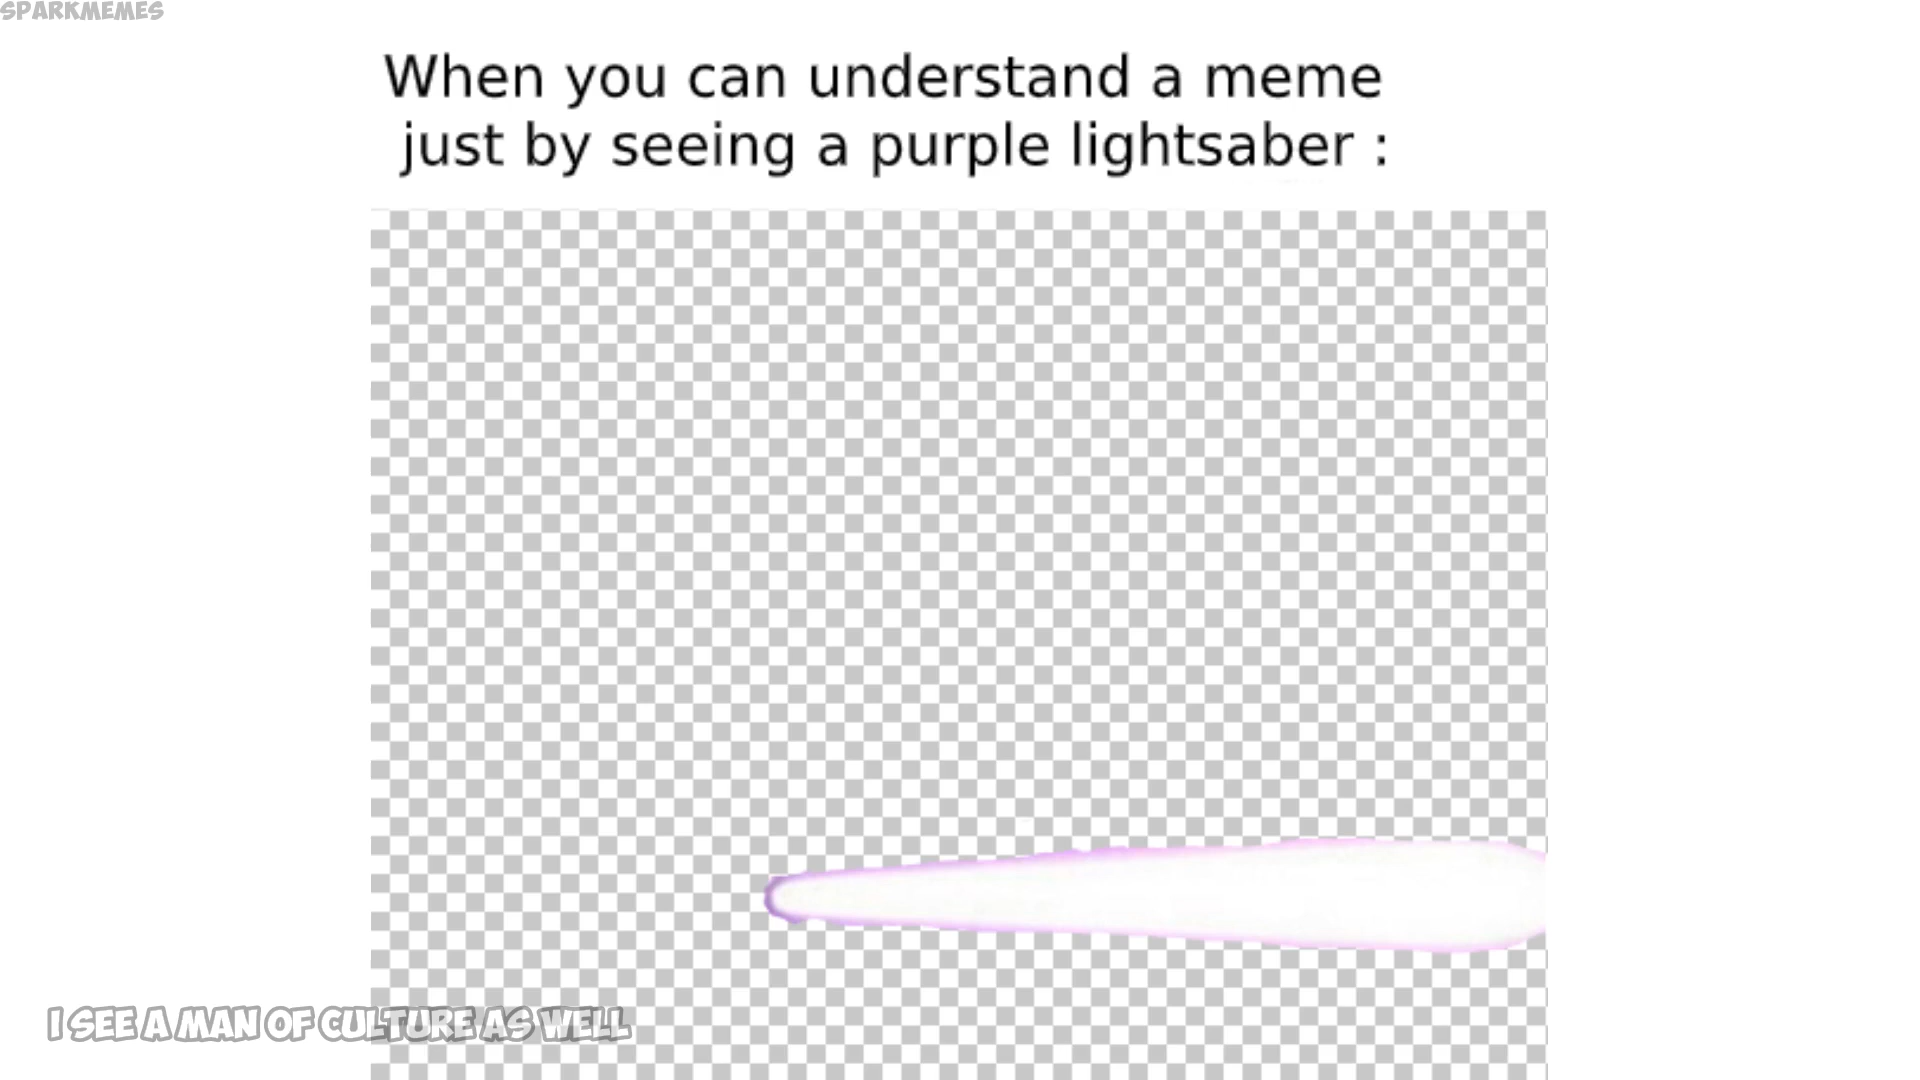 SPARKMEMES
When you can understand a meme
just by seeing a purple lightsaber :
I SEE A MAN OF CULTURE AS WELL